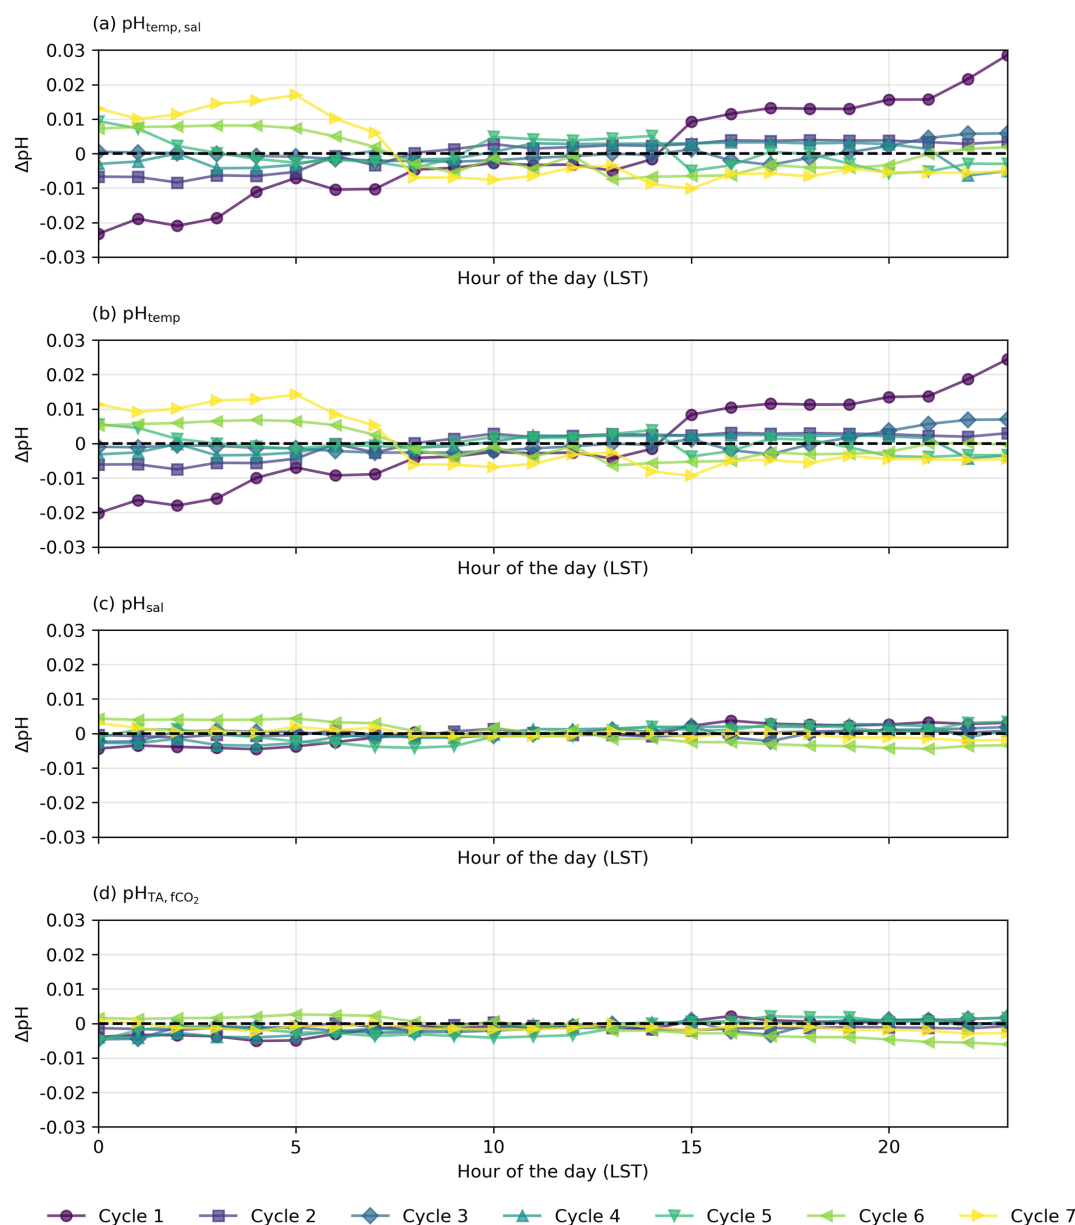 (a) pHtemp, sal
0.03
0.02
0.01
0
-0.01
-0.02
-0.03
ΔpH
Hour of the day (LST)
(b) pHtemp
0.03
0.02
0.01
0
-0.01
-0.02
-0.03
ΔpH
Hour of the day (LST)
(c) pHsal
0.03
0.02
0.01
0
-0.01
-0.02
-0.03
ΔpH
Hour of the day (LST)
(d) pHTA, fCO2
0.03
0.02
0.01
0
-0.01
-0.02
-0.03
ΔpH
0 5 10 15 20
Hour of the day (LST)
Cycle 1 Cycle 2 Cycle 3 Cycle 4 Cycle 5 Cycle 6 Cycle 7